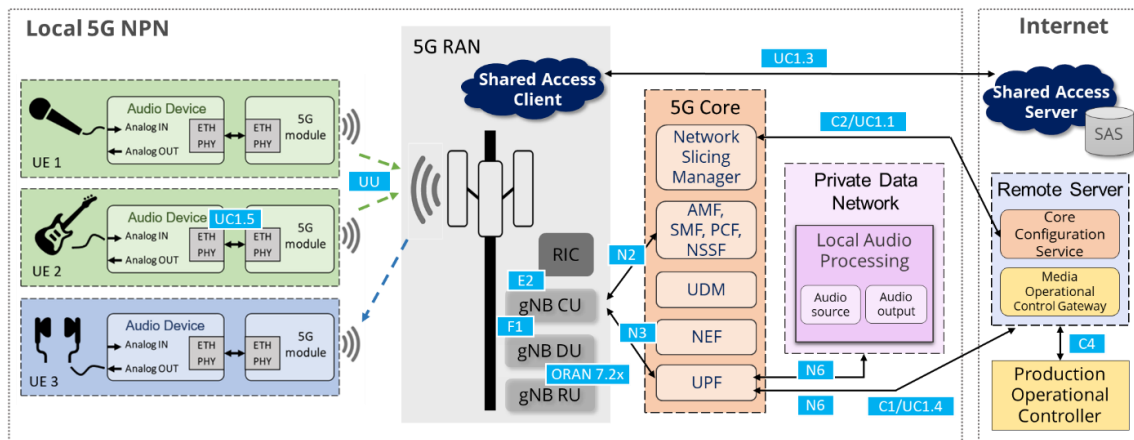 Local 5G NPN
Internet
5G RAN
Shared Access
Client
UC1.3
Shared Access
Server
SAS
Audio Device
Analog IN
Analog OUT
ETH
PHY
ETH
PHY
5G
module
UE 1
UU
Audio Device
UC1.5
Analog IN
Analog OUT
ETH
PHY
ETH
PHY
5G
module
UE 2
Audio Device
Analog IN
Analog OUT
ETH
PHY
ETH
PHY
5G
module
UE 3
RIC
E2
gNB CU
F1
gNB DU
ORAN 7.2x
gNB RU
N2
N3
5G Core
Network
Slicing
Manager
AMF,
SMF, PCF,
NSSF
UDM
NEF
UPF
C2/UC1.1
Private Data
Network
Local Audio
Processing
Audio
source
Audio
output
N6
N6
C1/UC1.4
Remote Server
Core
Configuration
Service
Media
Operational
Control Gateway
C4
Production
Operational
Controller